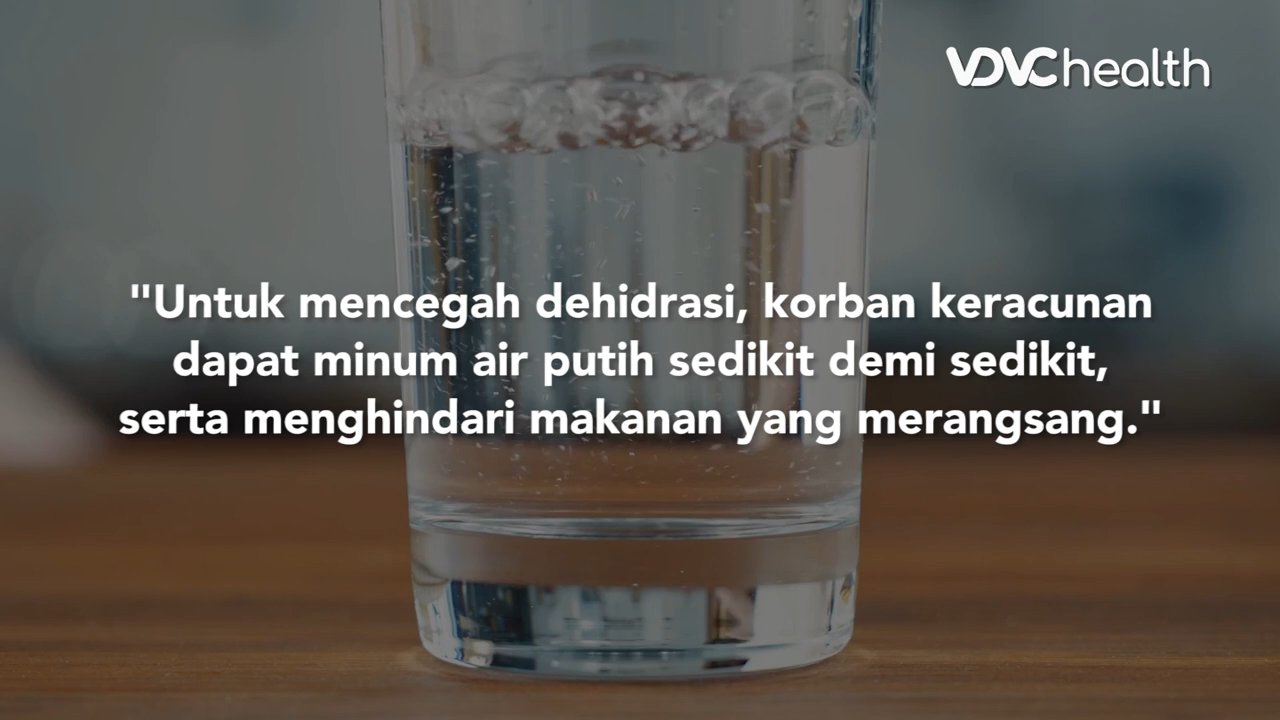 VDVC health
"Untuk mencegah dehidrasi, korban keracunan
dapat minum air putih sedikit demi sedikit,
serta menghindari makanan yang merangsang."